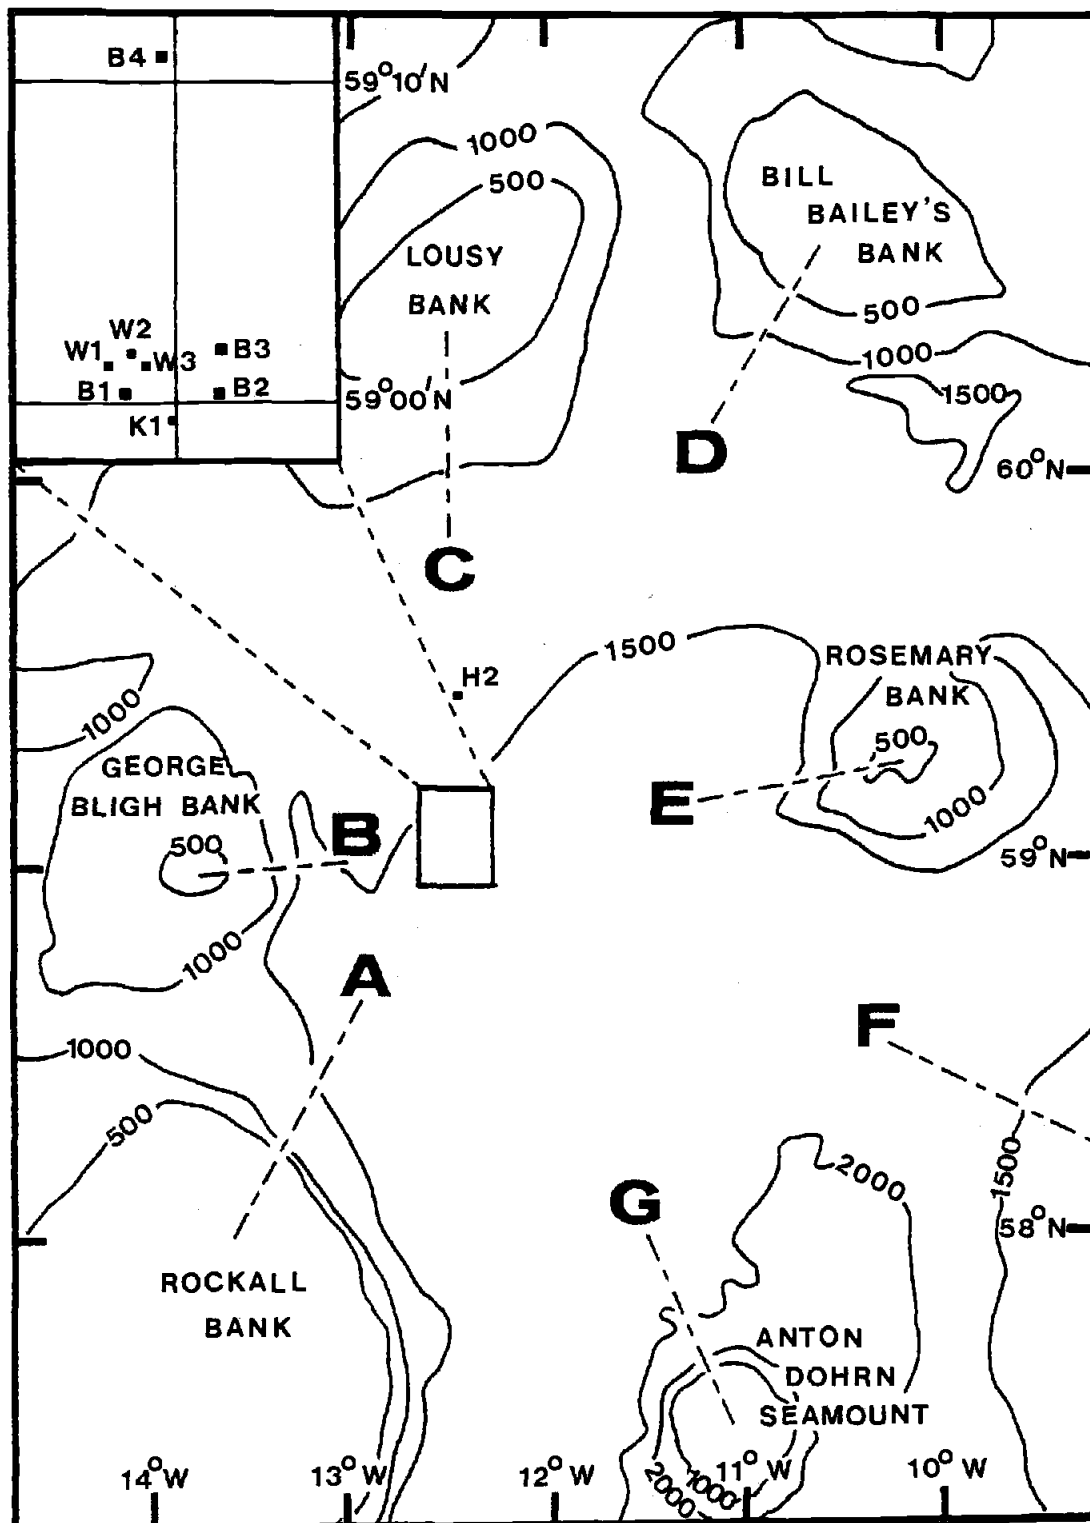 B4
59°10'N
1000
500
BILL
BAILEY'S
BANK
LOUSY
BANK
500
W2
W1
W3
B3
1000
B1
B2
59°00'N
1500
K1
D
60°N
C
1500
ROSEMARY
BANK
H2
1000
500
GEORGE
BLIGH BANK
E
1000
B
500
59°N
1000
A
F
1000
500
2000
1500
G
58°N
ROCKALL
BANK
ANTON
DOHRN
SEAMOUNT
14°W
13°W
12°W
2000
1000
11°W
10°W